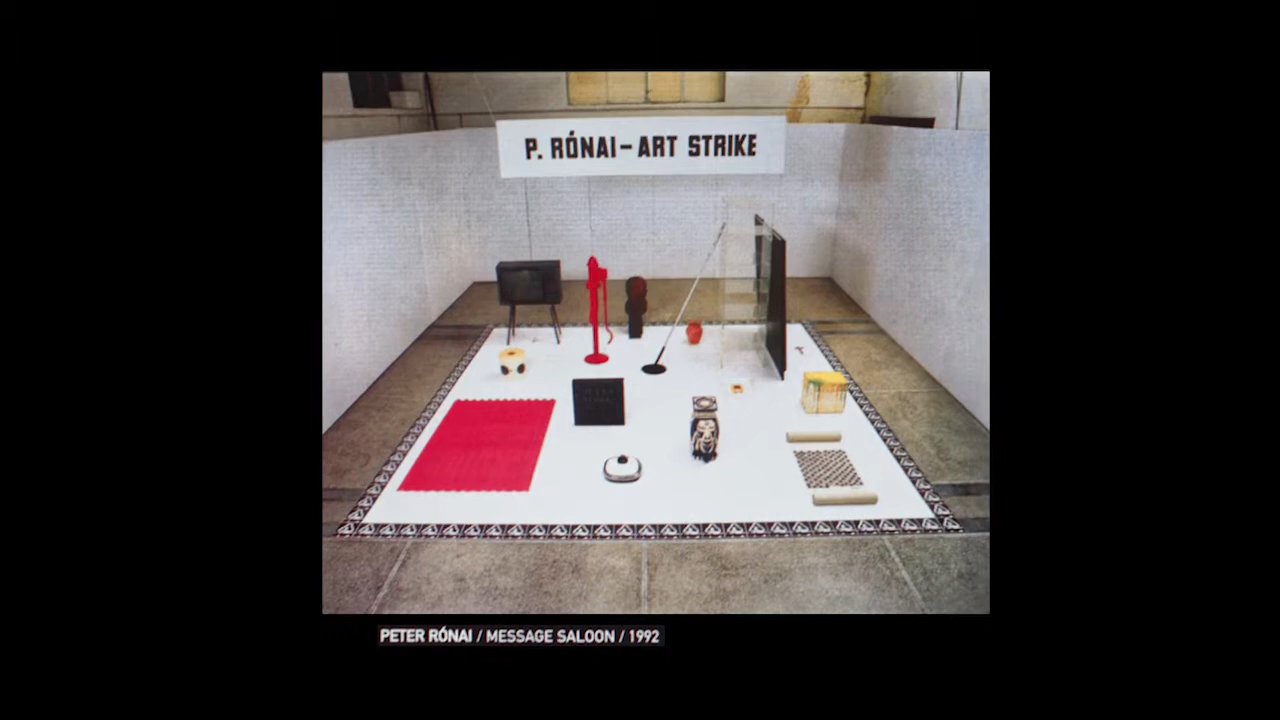 P. RÓNAI–ART STRIKE
PETER RÓNAI / MESSAGE SALOON / 1992